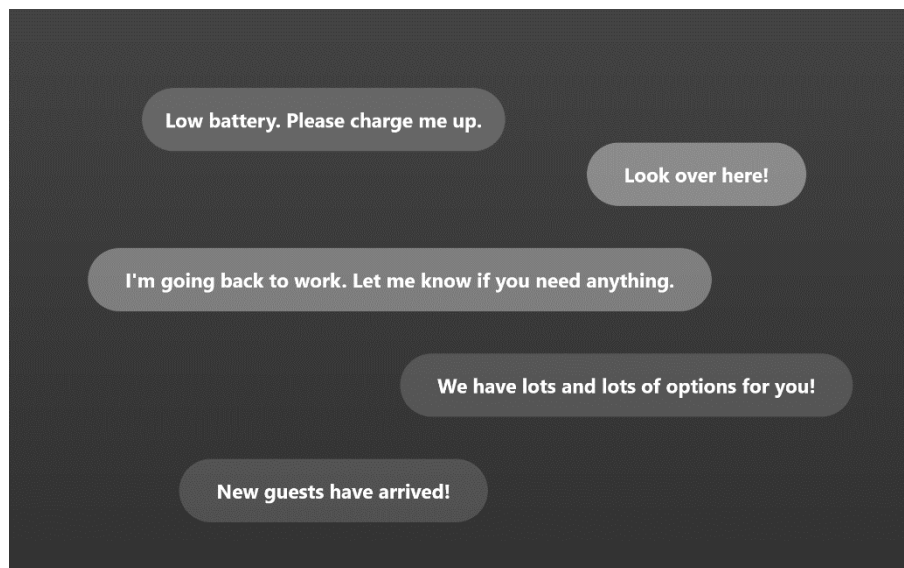 Low battery. Please charge me up.
Look over here!
I'm going back to work. Let me know if you need anything.
We have lots and lots of options for you!
New guests have arrived!